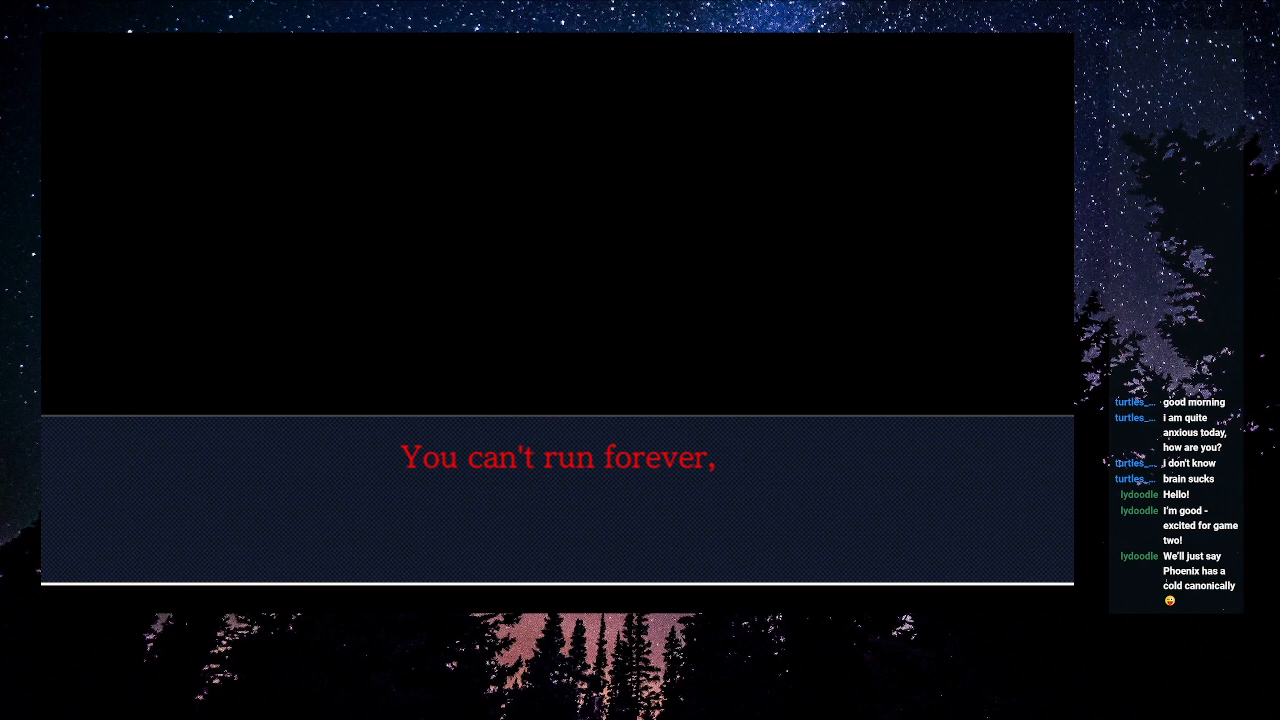 You can't run forever,
turtles_... good morning
turtles_... i am quite
anxious today,
how are you?
turtles_... i don't know
turtles_... brain sucks
lydoodle Hello!
lydoodle I'm good -
excited for game
two!
lydoodle We'll just say
Phoenix has a
cold canonically
😛